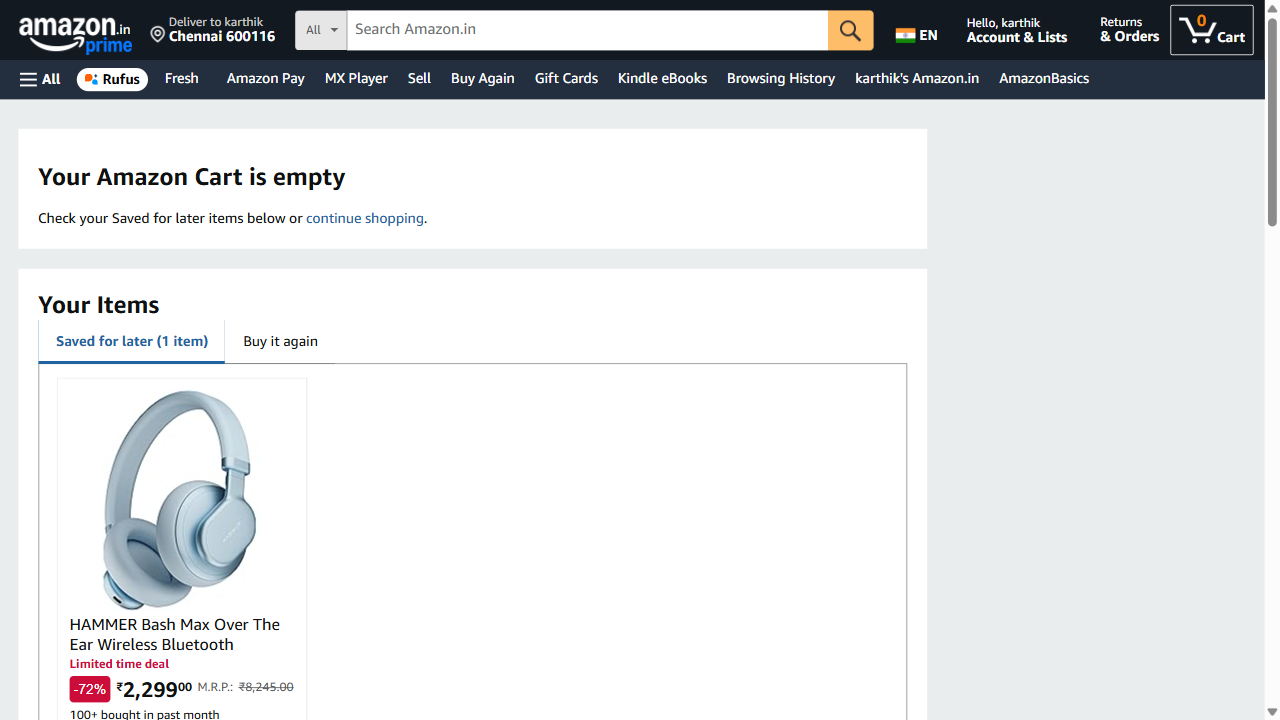 amazon.in
prime
Deliver to karthik
Chennai 600116
All
Search Amazon.in
EN
Hello, karthik
Account & Lists
Returns
& Orders
0
Cart
All
Rufus
Fresh
Amazon Pay
MX Player
Sell
Buy Again
Gift Cards
Kindle eBooks
Browsing History
karthik's Amazon.in
AmazonBasics
Your Amazon Cart is empty
Check your Saved for later items below or continue shopping.
Your Items
Saved for later (1 item)
Buy it again
HAMMER Bash Max Over The
Ear Wireless Bluetooth
Limited time deal
-72% ₹2,29900 M.R.P.: ₹8,245.00
100+ bought in past month